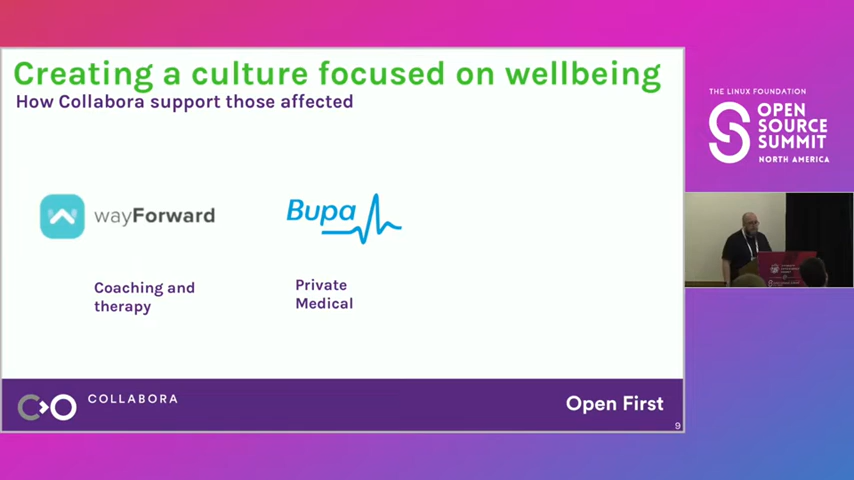 Creating a culture focused on wellbeing
How Collabora support those affected
wayForward
Bupa
Coaching and
therapy
Private
Medical
COLLABORA
Open First
9
THE LINUX FOUNDATION
OPEN
SOURCE
SUMMIT
NORTH AMERICA